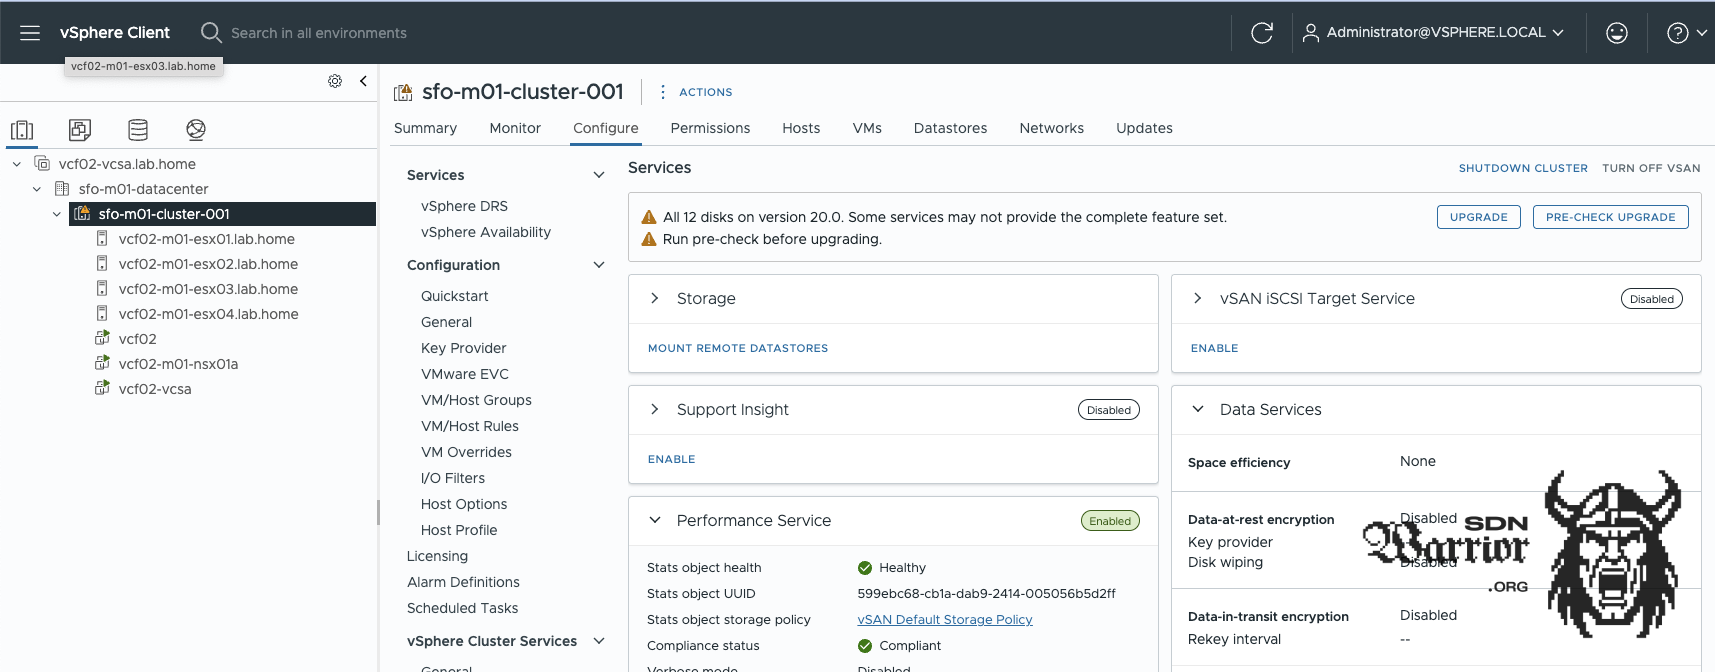 vSphere Client
Search in all environments
Administrator@VSPHERE.LOCAL
vcf02-m01-esx03.lab.home
vcf02-vcsa.lab.home
sfo-m01-datacenter
sfo-m01-cluster-001
vcf02-m01-esx01.lab.home
vcf02-m01-esx02.lab.home
vcf02-m01-esx03.lab.home
vcf02-m01-esx04.lab.home
vcf02
vcf02-m01-nsx01a
vcf02-vcsa
sfo-m01-cluster-001
ACTIONS
Summary Monitor Configure Permissions Hosts VMs Datastores Networks Updates
Services
vSphere DRS
vSphere Availability
Configuration
Quickstart
General
Key Provider
VMware EVC
VM/Host Groups
VM/Host Rules
VM Overrides
I/O Filters
Host Options
Host Profile
Licensing
Alarm Definitions
Scheduled Tasks
vSphere Cluster Services
General
Services
SHUTDOWN CLUSTER TURN OFF VSAN
All 12 disks on version 20.0. Some services may not provide the complete feature set.
Run pre-check before upgrading.
UPGRADE PRE-CHECK UPGRADE
Storage
MOUNT REMOTE DATASTORES
vSAN iSCSI Target Service Disabled
ENABLE
Support Insight Disabled
ENABLE
Performance Service Enabled
Stats object health Healthy
Stats object UUID 599ebc68-cb1a-dab9-2414-005056b5d2ff
Stats object storage policy vSAN Default Storage Policy
Compliance status Compliant
Verbose mode Disabled
Data Services
Space efficiency None
Data-at-rest encryption Disabled
Key provider
Disk wiping Disabled
Data-in-transit encryption Disabled
Rekey interval --
SDN
Warrior
.ORG